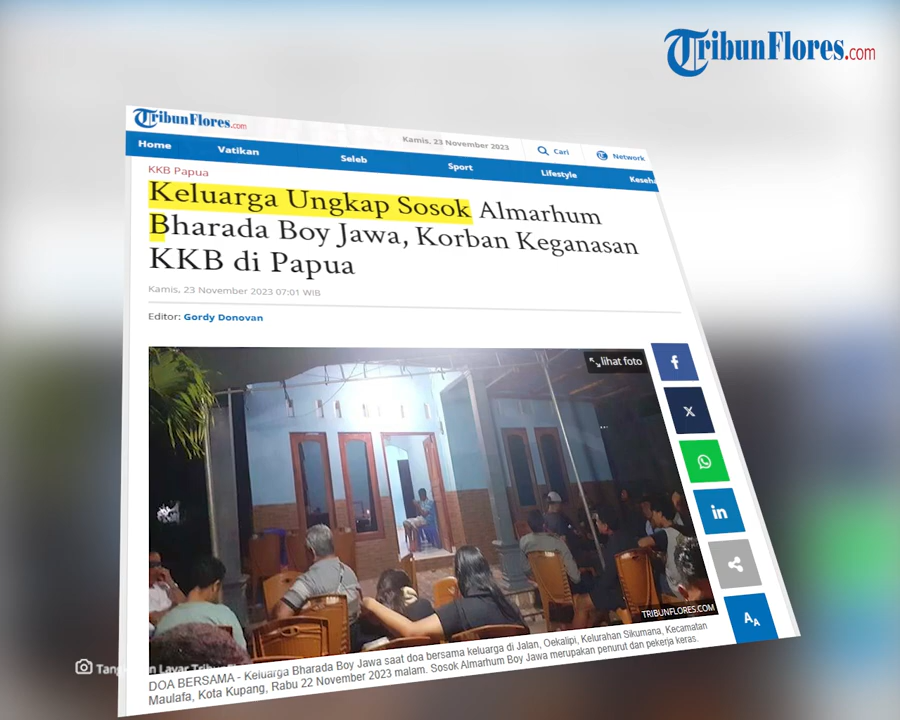 TribunFlores.com
TribunFlores.com
Kamis, 23 November 2023
Cari
Network
Home
Vatikan
Seleb
Sport
Lifestyle
KKB Papua
Keluarga Ungkap Sosok Almarhum
Bharada Boy Jawa, Korban Keganasan
KKB di Papua
Kamis, 23 November 2023 07:01 WIB
Editor: Gordy Donovan
lihat foto
f
X
in
AA
TRIBUNFLORES.COM
Layar
DOA BERSAMA - Keluarga Bharada Boy Jawa saat doa bersama keluarga di Jalan, Oekalipi, Kelurahan Sikumana, Kecamatan
Maulafa, Kota Kupang, Rabu 22 November 2023 malam. Sosok Almarhum Boy Jawa merupakan penurut dan pekerja keras.